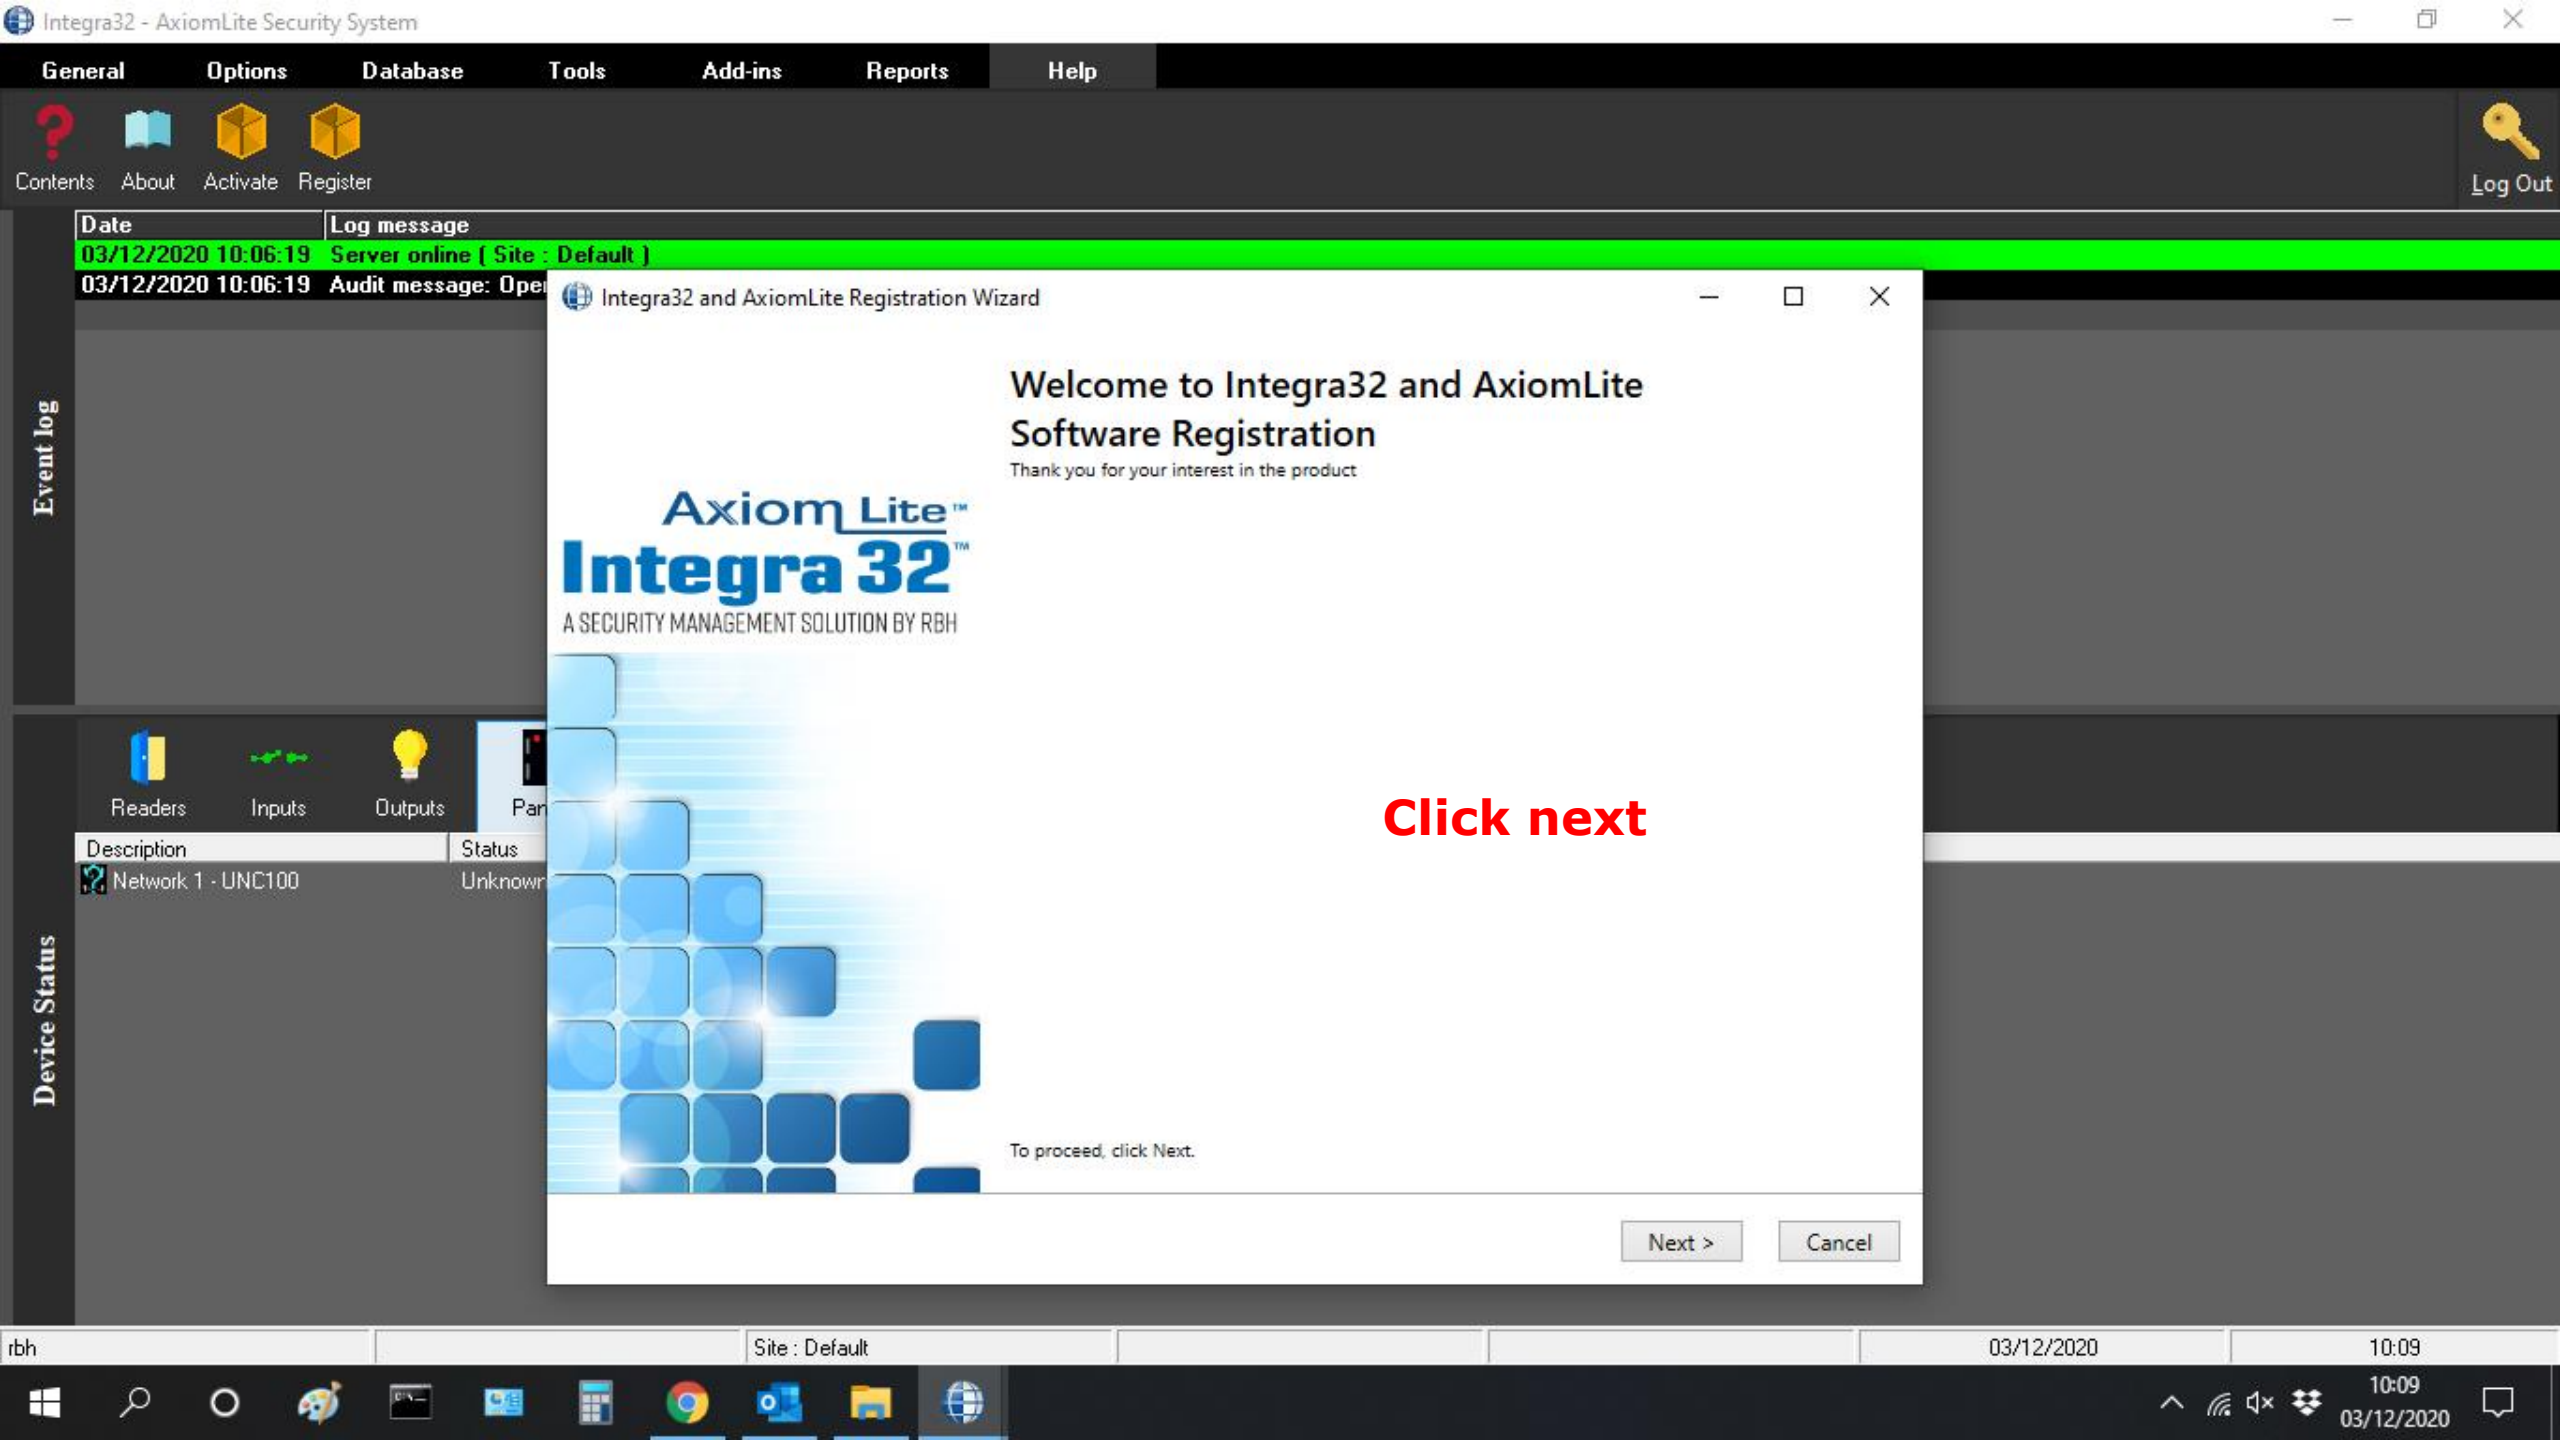 Integra32 - AxiomLite Security System
General Options Database Tools Add-ins Reports Help
Contents About Activate Register
Log Out
Date Log message
03/12/2020 10:06:19 Server online ( Site : Default )
03/12/2020 10:06:19 Audit message:
Event log
Integra32 and AxiomLite Registration Wizard
Welcome to Integra32 and AxiomLite
Software Registration
Thank you for your interest in the product
Axiom Lite™
Integra 32™
A SECURITY MANAGEMENT SOLUTION BY RBH
Click next
To proceed, click Next.
Next > Cancel
Readers Inputs Outputs
Description Status
Network 1 - UNC100 Unknown
Device Status
rbh Site : Default 03/12/2020 10:09
10:09
03/12/2020